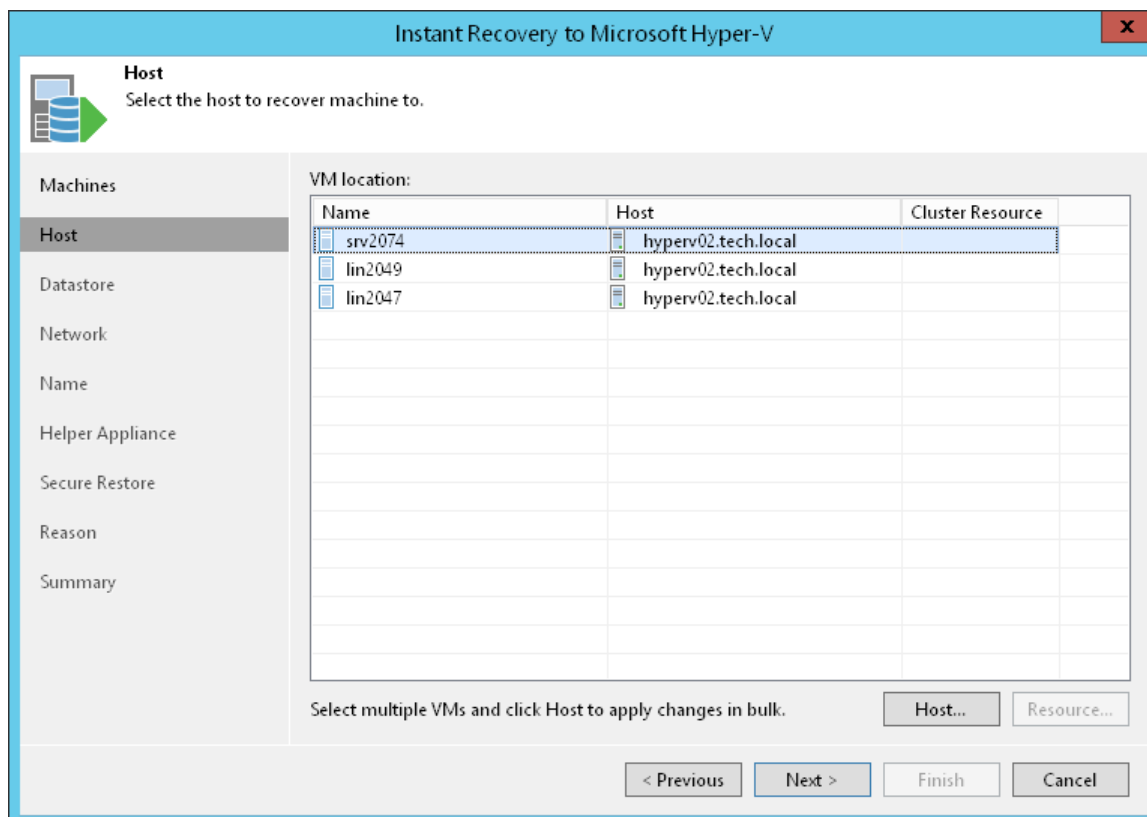 Instant Recovery to Microsoft Hyper-V
x
Host
Select the host to recover machine to.
Machines
Host
Datastore
Network
Name
Helper Appliance
Secure Restore
Reason
Summary
VM location:
Name Host Cluster Resource
srv2074 hyperv02.tech.local
lin2049 hyperv02.tech.local
lin2047 hyperv02.tech.local
Select multiple VMs and click Host to apply changes in bulk. Host... Resource...
< Previous Next > Finish Cancel